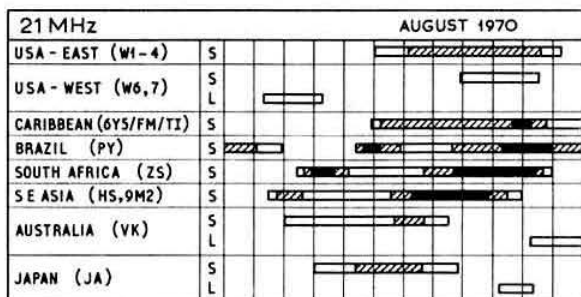 21 MHz AUGUST 1970
USA - EAST (W1-4) S
USA - WEST (W6,7) S
L
CARIBBEAN (6Y5/FM/TI) S
BRAZIL (PY) S
SOUTH AFRICA (ZS) S
S E ASIA (HS,9M2) S
AUSTRALIA (VK) S
L
JAPAN (JA) S
L